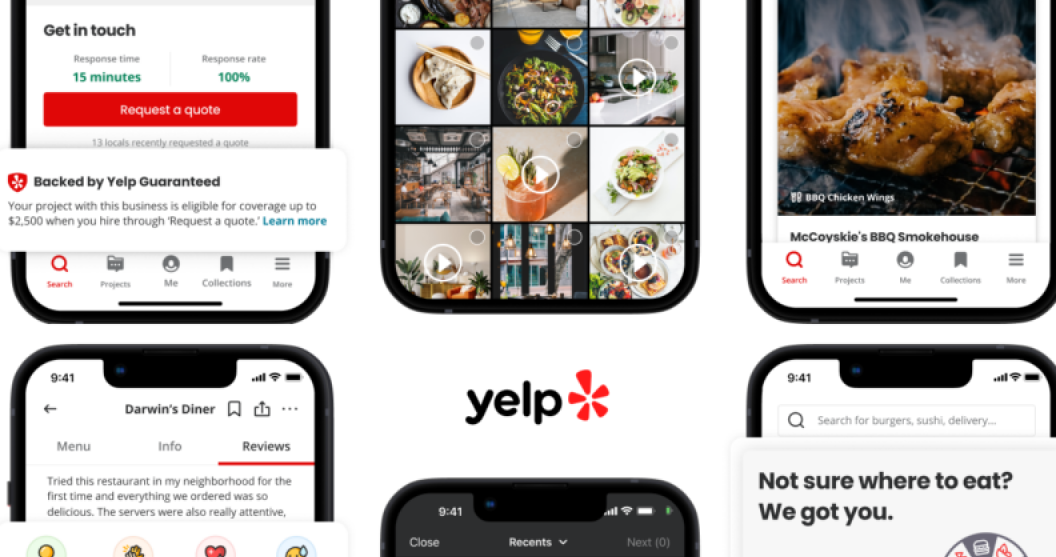 Get in touch
Response time
Response rate
15 minutes
100%
Request a quote
13 locals recently requested a quote
Backed by Yelp Guaranteed
Your project with this business is eligible for coverage up to
$2,500 when you hire through 'Request a quote.' Learn more
Search
Projects
Me
Collections
More
BBQ Chicken Wings
McCoyskie's BBQ Smokehouse
Search
Projects
Me
Collections
More
9:41
Darwin's Diner
Menu
Info
Reviews
Tried this restaurant in my neighborhood for the
first time and everything we ordered was so
delicious. The servers were also really attentive,
yelp
9:41
Close
Recents
Next (0)
9:41
Search for burgers, sushi, delivery...
Not sure where to eat?
We got you.